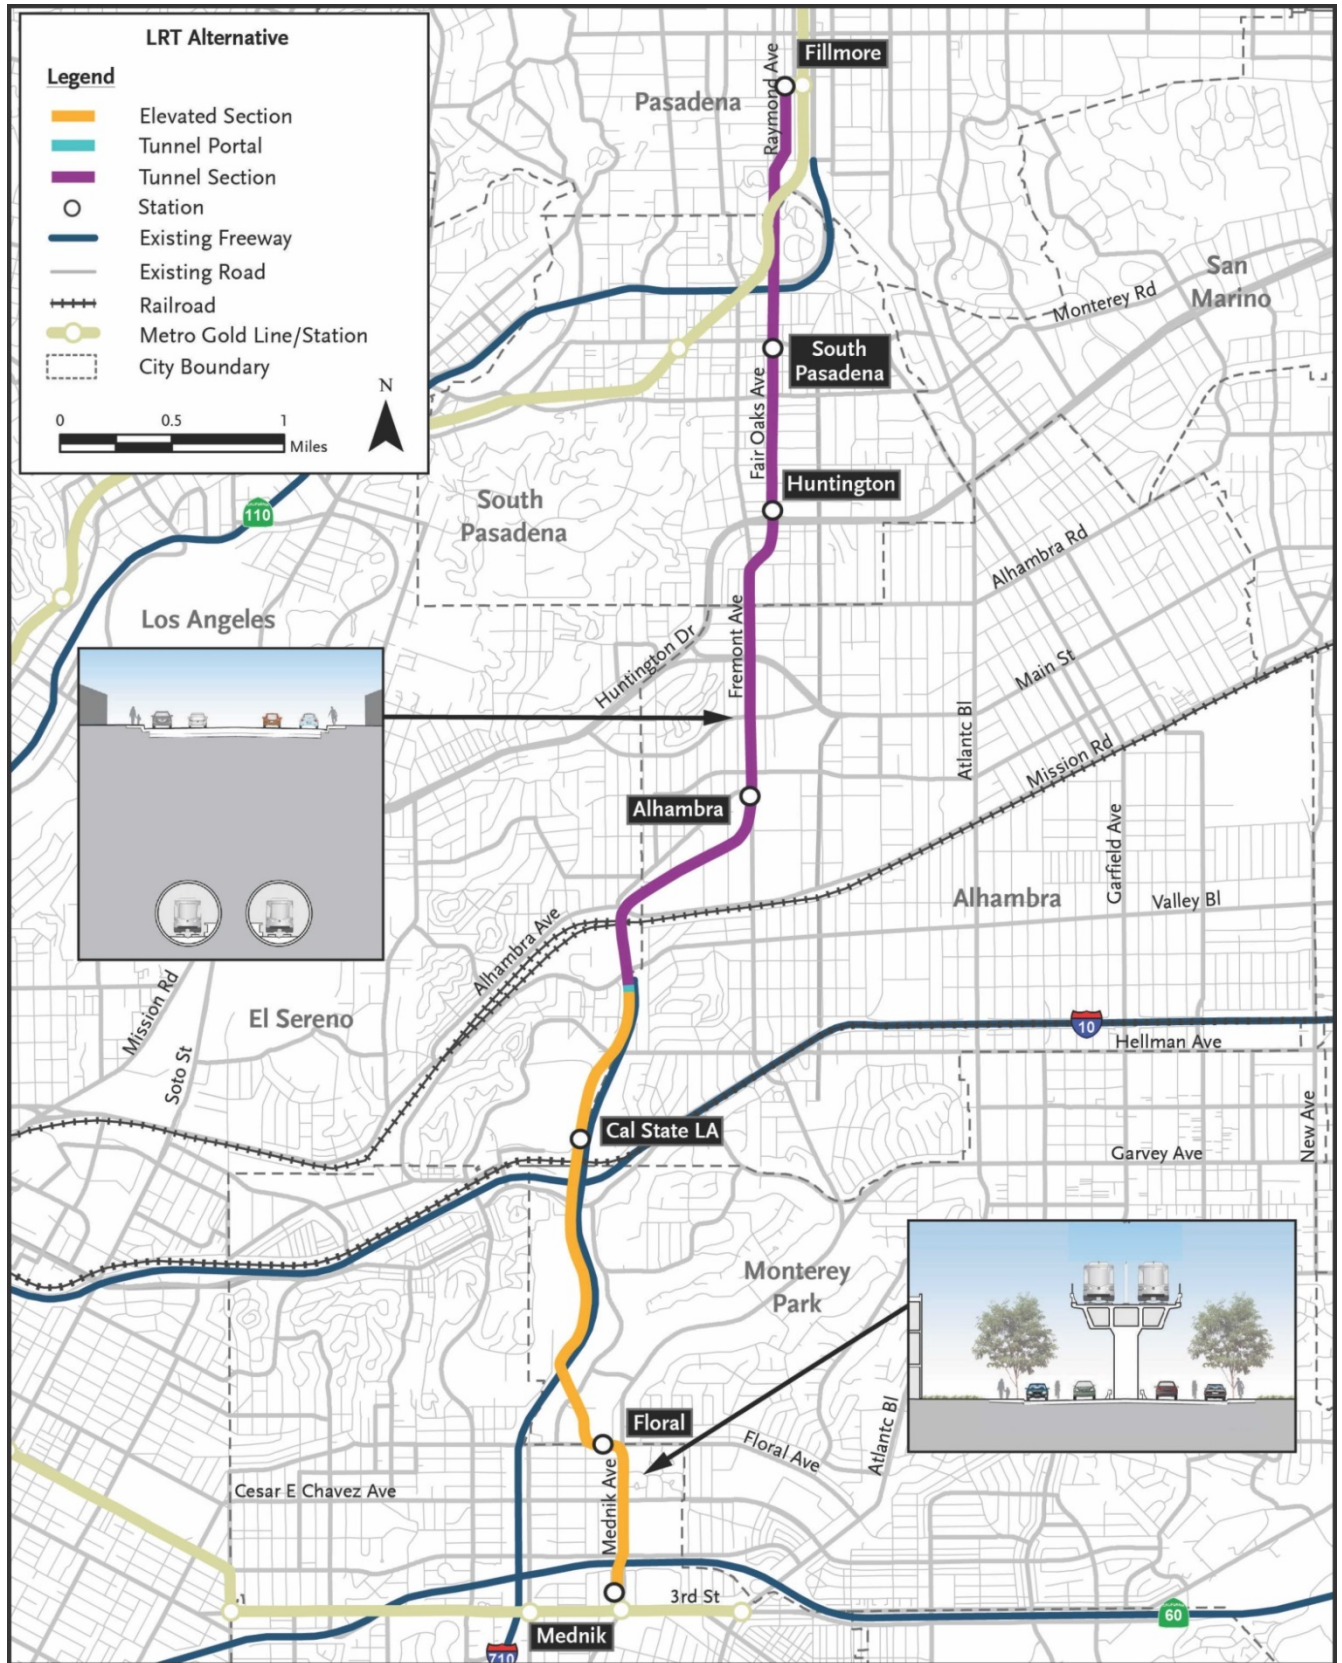 LRT Alternative
Legend
Elevated Section
Tunnel Portal
Tunnel Section
Station
Existing Freeway
Existing Road
Railroad
Metro Gold Line/Station
City Boundary
N
0 0.5 1
Miles
Fillmore
Raymond Ave
Pasadena
San
Marino
Monterey Rd
South
Pasadena
Fair Oaks Ave
Huntington
South
Pasadena
110
Alhambra Rd
Los Angeles
Fremont Ave
Huntington Dr
Main St
Atlantc Bl
Mission Rd
Alhambra
Garfield Ave
Alhambra
Valley Bl
Alhambra Ave
Mission Rd
El Sereno
Soto St
10
Hellman Ave
Cal State LA
New Ave
Garvey Ave
Monterey
Park
Floral
Floral Ave
Atlantc Bl
Cesar E Chavez Ave
Mednik Ave
3rd St
60
Mednik
710